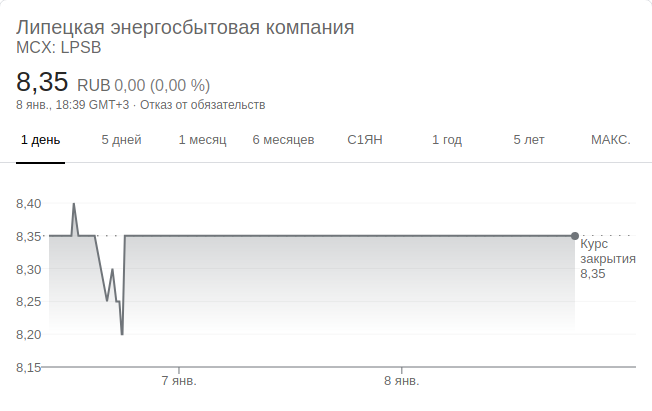 Липецкая энергосбытовая компания
MCX: LPSB
8,35 RUB 0,00 (0,00 %)
8 янв., 18:39 GMT+3 · Отказ от обязательств
1 день 5 дней 1 месяц 6 месяцев С1ЯН 1 год 5 лет МАКС.
8,40
8,35
Курс
закрытия
8,35
8,30
8,25
8,20
8,15
7 янв. 8 янв.